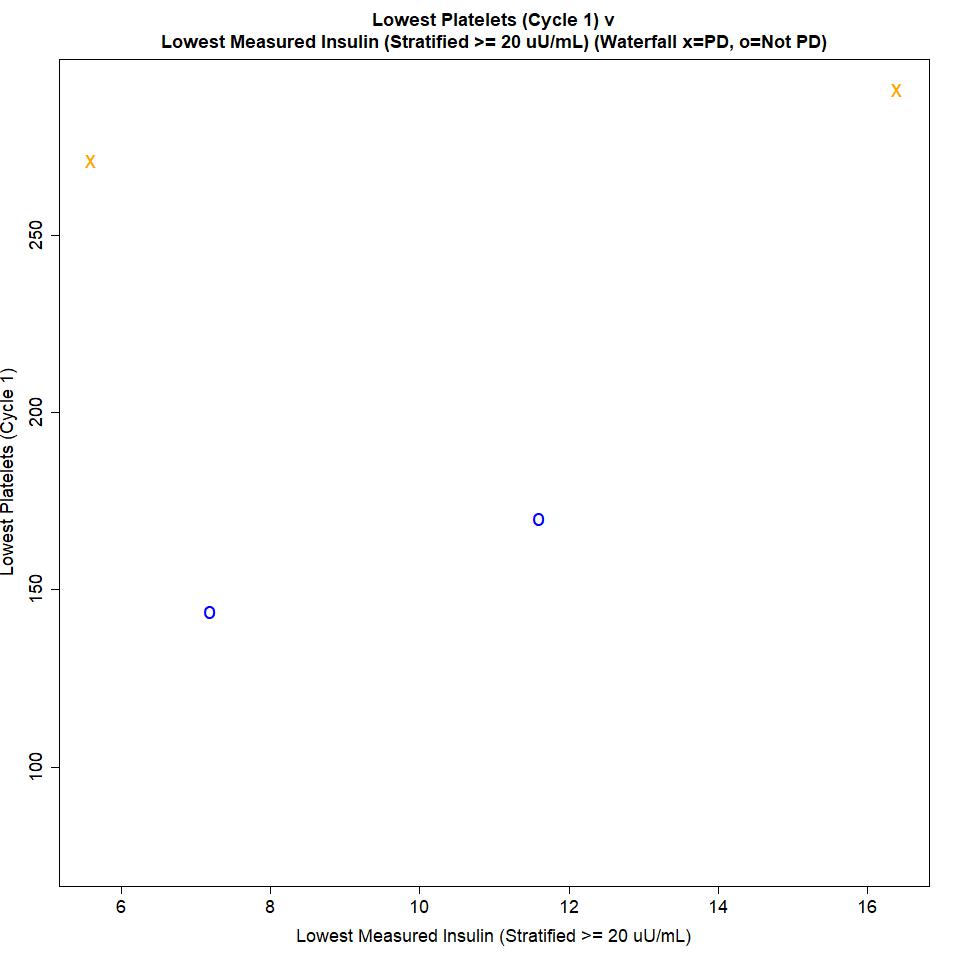 Lowest Platelets (Cycle 1) v
Lowest Measured Insulin (Stratified >= 20 uU/mL) (Waterfall x=PD, o=Not PD)
x
x
250
200
Lowest Platelets (Cycle 1)
o
150
o
100
6 8 10 12 14 16
Lowest Measured Insulin (Stratified >= 20 uU/mL)